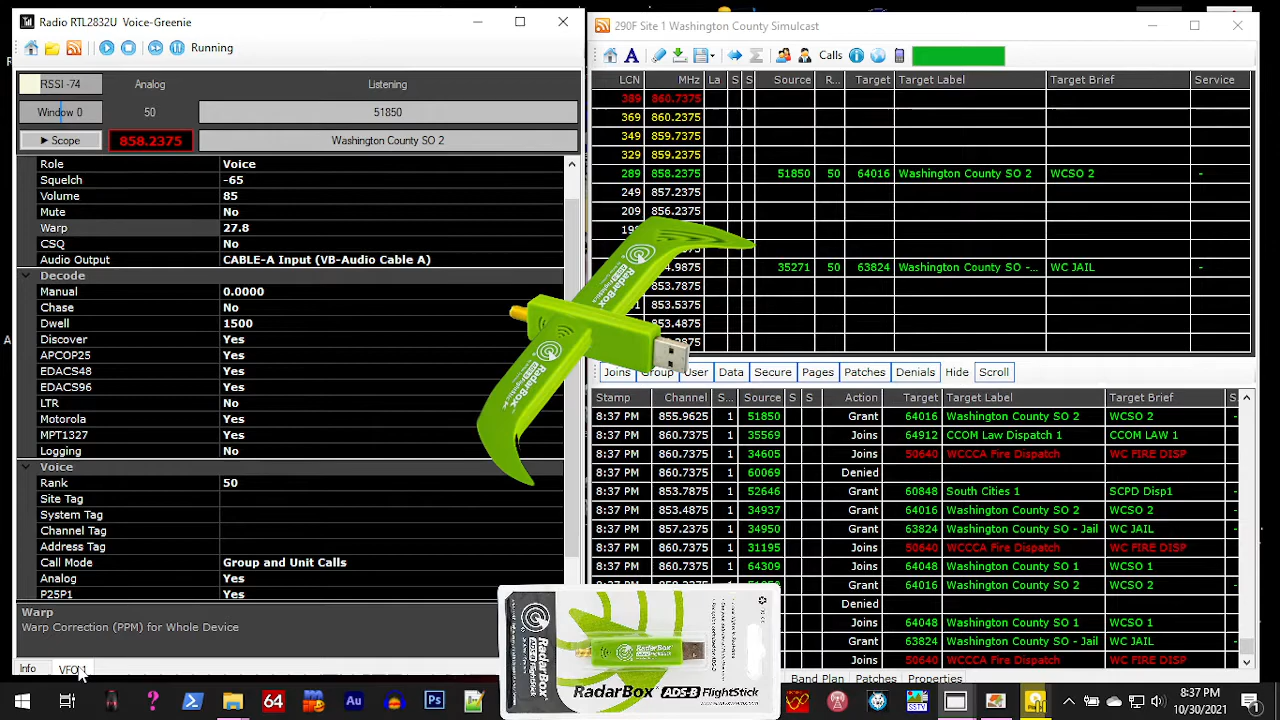 Radio RTL2832U Voice-Greenie
Running
RSSI -74 Analog Listening
Window 0 50 51850
Scope 858.2375 Washington County SO 2
Role Voice
Squelch -65
Volume 85
Mute No
Warp 27.8
CSQ No
Audio Output CABLE-A Input (VB-Audio Cable A)
Decode
Manual 0.0000
Chase No
Dwell 1500
Discover Yes
APCOP25 Yes
EDACS48 Yes
EDACS96 Yes
LTR No
Motorola Yes
MPT1327 Yes
Logging No
Voice
Rank 50
Site Tag
System Tag
Channel Tag
Address Tag
Call Mode Group and Unit Calls
Analog Yes
P25P1 Yes
Warp
Warp Correction (PPM) for Whole Device
Info VFO 1
290F Site 1 Washington County Simulcast
A Calls
LCN MHz La S S Source R... Target Target Label Target Brief Service
389 860.7375
369 860.2375
349 859.7375
329 859.2375
289 858.2375 51850 50 64016 Washington County SO 2 WCSO 2 -
249 857.2375
209 856.2375
35271 50 63824 Washington County SO -... WC JAIL -
853.7875
853.5375
853.4875
Joins Group User Data Secure Pages Patches Denials Hide Scroll
Stamp Channel S... Source S S Action Target Target Label Target Brief S
8:37 PM 855.9625 1 51850 Grant 64016 Washington County SO 2 WCSO 2 -
8:37 PM 860.7375 1 35569 Joins 64912 CCOM Law Dispatch 1 CCOM LAW 1
8:37 PM 860.7375 1 34605 Joins 50640 WCCCA Fire Dispatch WC FIRE DISP
8:37 PM 860.7375 1 60069 Denied
8:37 PM 853.7875 1 52646 Grant 60848 South Cities 1 SCPD Disp1 -
8:37 PM 853.4875 1 34937 Grant 64016 Washington County SO 2 WCSO 2 -
8:37 PM 857.2375 1 34950 Grant 63824 Washington County SO - Jail WC JAIL -
8:37 PM 860.7375 1 31195 Joins 50640 WCCCA Fire Dispatch WC FIRE DISP
8:37 PM 860.7375 1 64309 Joins 64048 Washington County SO 1 WCSO 1
Grant 64016 Washington County SO 2 WCSO 2 -
Denied
Joins 64048 Washington County SO 1 WCSO 1
Grant 63824 Washington County SO - Jail WC JAIL -
Joins 50640 WCCCA Fire Dispatch WC FIRE DISP
Band Plan Patches Properties
RadarBox
RadarBox
RadarBox
RadarBox ADS-B FlightStick
64 Au Ps SSTV
8:37 PM
10/30/2021
1